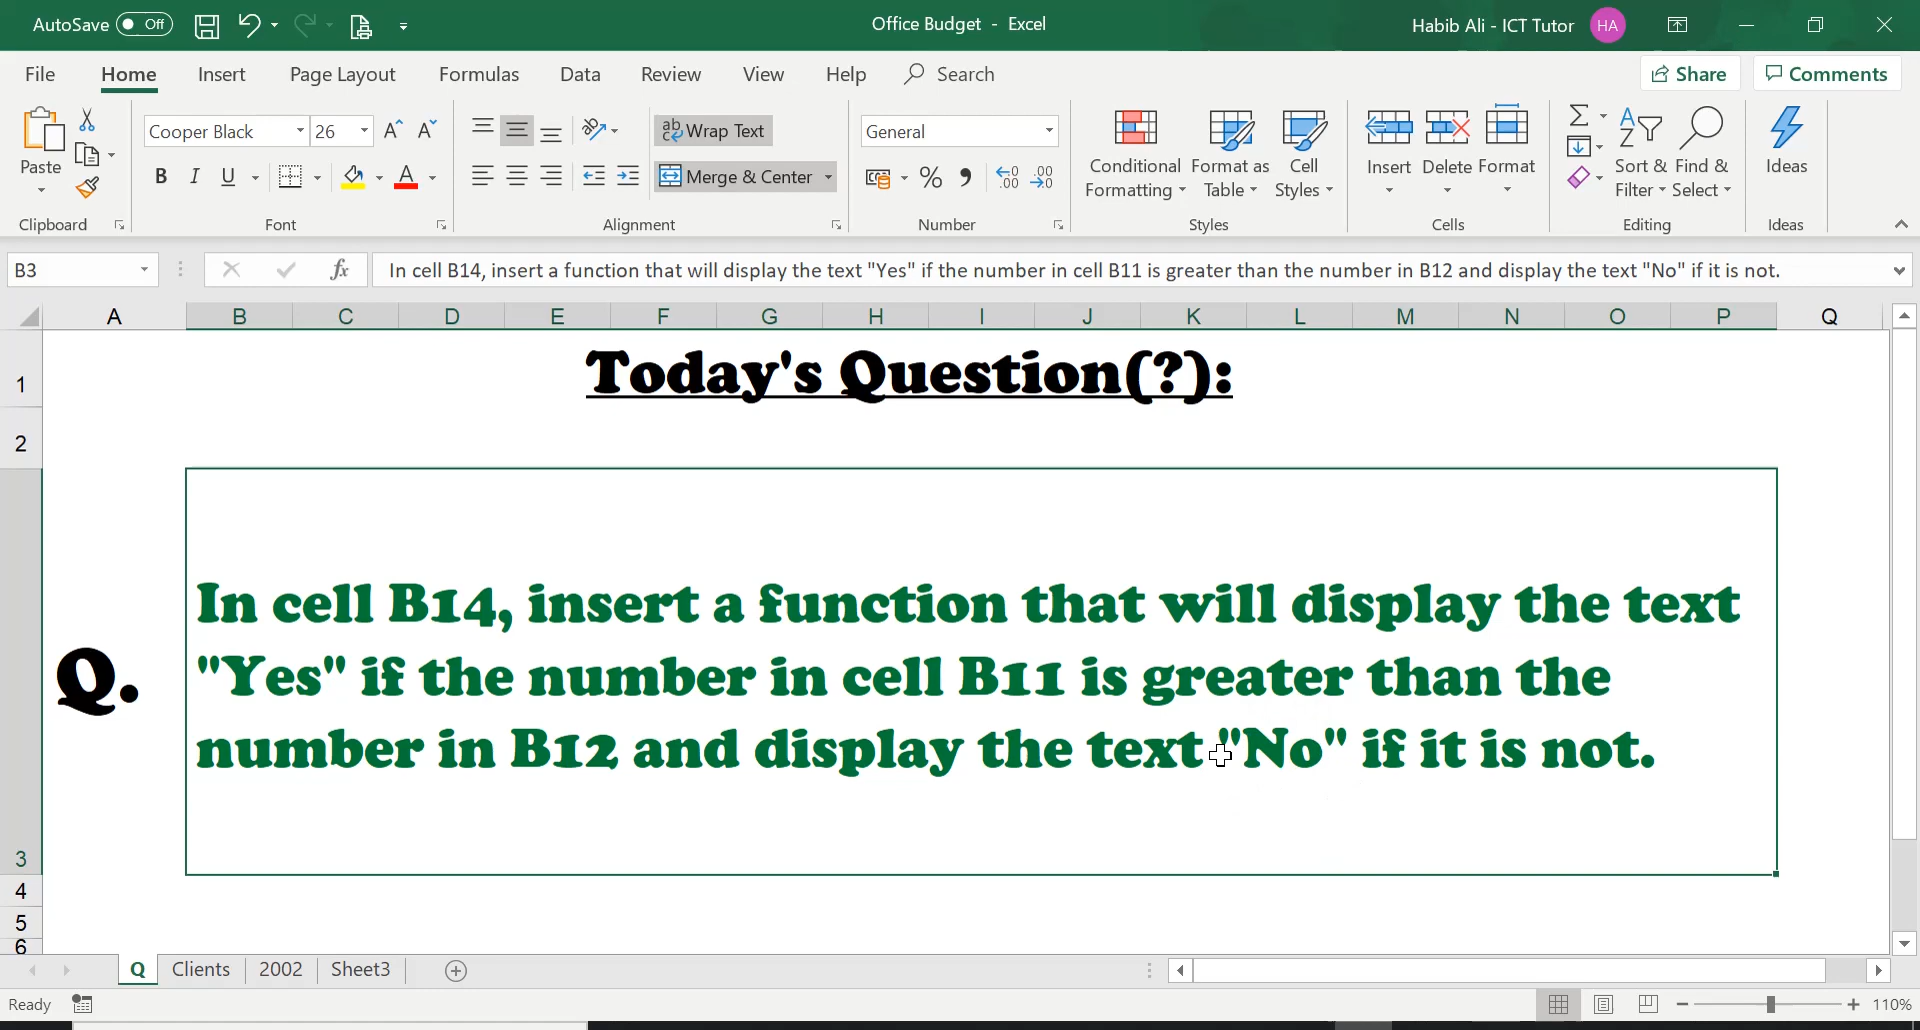 AutoSave Off
Office Budget - Excel
Habib Ali - ICT Tutor HA
File Home Insert Page Layout Formulas Data Review View Help Search Share Comments
Paste
Clipboard
Cooper Black 26 A A
B I U A
Font
ab Wrap Text
Merge & Center
Alignment
General
% 9 .00 .00
Number
Conditional Formatting
Format as Table
Cell Styles
Styles
Insert Delete Format
Cells
Sort & Filter
Find & Select
Editing
Ideas
Ideas
B3 fx In cell B14, insert a function that will display the text "Yes" if the number in cell B11 is greater than the number in B12 and display the text "No" if it is not.
A B C D E F G H I J K L M N O P Q
1 Today's Question(?):
2
Q.
In cell B14, insert a function that will display the text
"Yes" if the number in cell B11 is greater than the
number in B12 and display the text "No" if it is not.
3
4
5
6
Q Clients 2002 Sheet3
Ready 110%